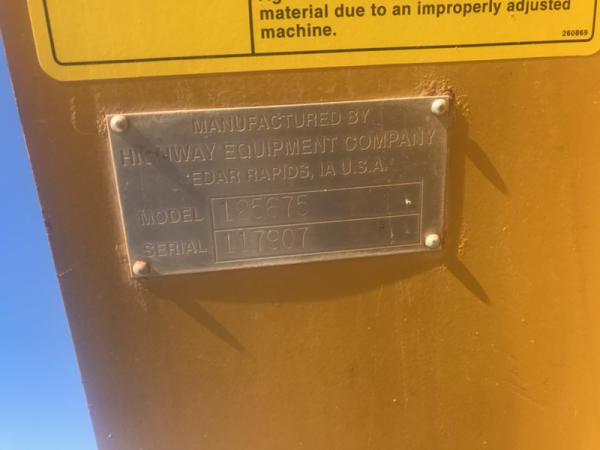 material due to an improperly adjusted
machine.
260869
MANUFACTURED BY
HIGHWAY EQUIPMENT COMPANY
CEDAR RAPIDS, IA U.S.A.
MODEL 125675
SERIAL 117907